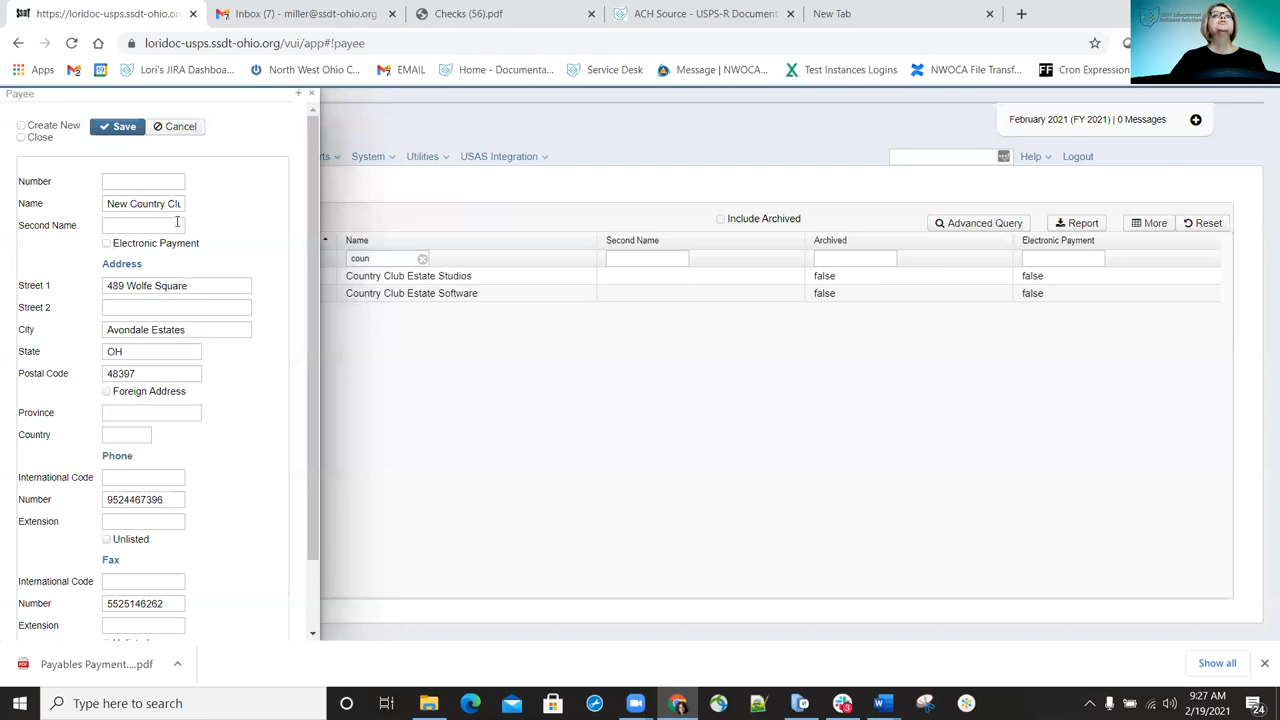 https://loridoc-usps.ssdt-ohio.org/ × Inbox (7) - miller@ssdt-ohio.org × Checks (56).pdf × ACH Source - USPS-R Document × New Tab × +
loridoc-usps.ssdt-ohio.org/vui/app#!payee
Apps Lori's JIRA Dashboa... North West Ohio C... EMAIL Home - Documenta... Service Desk Message | NWOCA... Test Instances Logins NWOCA File Transf... Cron Expression
Payee + ×
Create New
Close
Save Cancel
February 2021 (FY 2021) | 0 Messages
rts System Utilities USAS Integration Help Logout
Number
Name New Country Clu
Second Name
Electronic Payment
Address
Street 1 489 Wolfe Square
Street 2
City Avondale Estates
State OH
Postal Code 48397
Foreign Address
Province
Country
Phone
International Code
Number 9524467396
Extension
Unlisted
Fax
International Code
Number 5525146262
Extension
Include Archived Advanced Query Report More Reset
Name Second Name Archived Electronic Payment
coun
Country Club Estate Studios false false
Country Club Estate Software false false
Payables Payment....pdf Show all
Type here to search
9:27 AM
2/19/2021
24